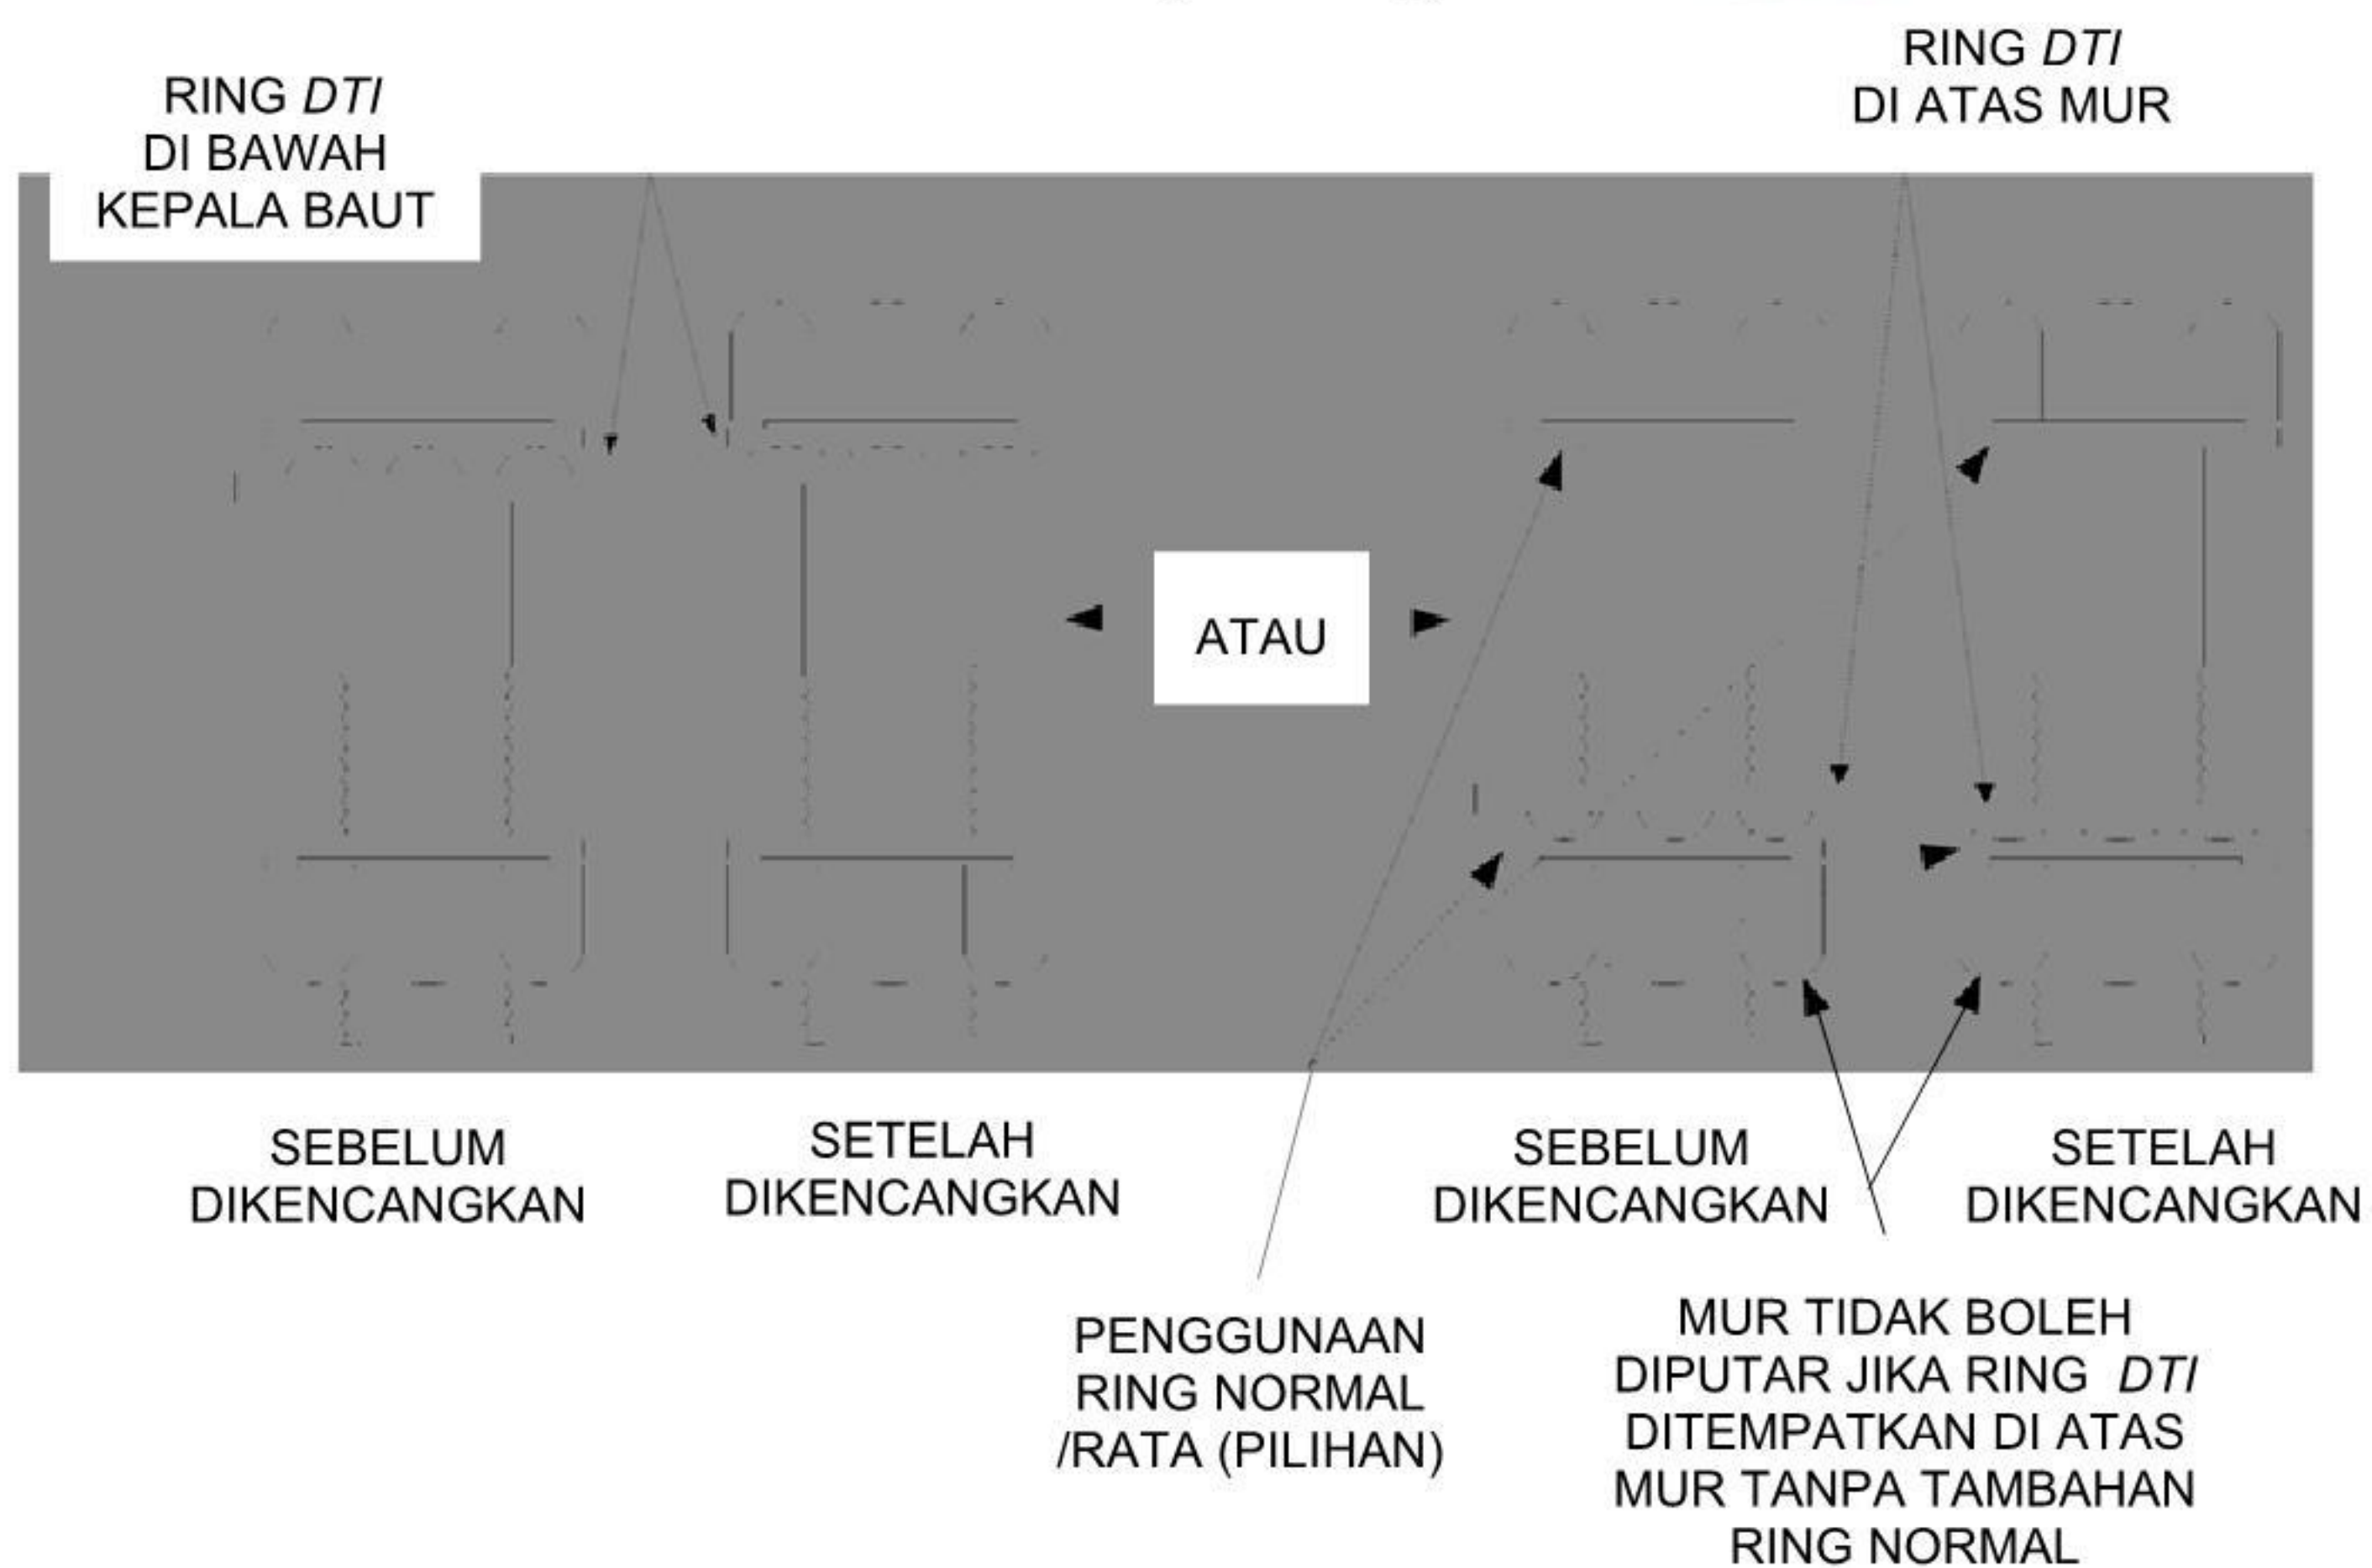 RING DTI
DI BAWAH
KEPALA BAUT
RING DTI
DI ATAS MUR
ATAU
SEBELUM
DIKENCANGKAN
SETELAH
DIKENCANGKAN
SEBELUM
DIKENCANGKAN
SETELAH
DIKENCANGKAN
PENGGUNAAN
RING NORMAL
/RATA (PILIHAN)
MUR TIDAK BOLEH
DIPUTAR JIKA RING DTI
DITEMPATKAN DI ATAS
MUR TANPA TAMBAHAN
RING NORMAL